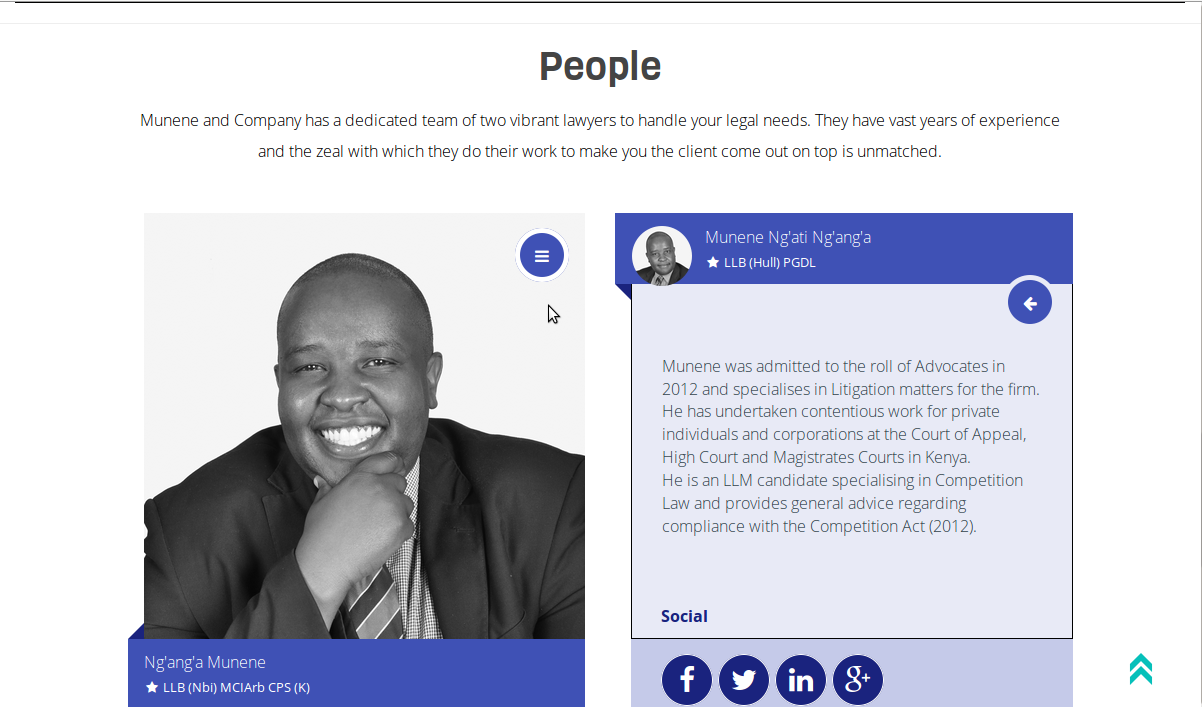 People
Munene and Company has a dedicated team of two vibrant lawyers to handle your legal needs. They have vast years of experience
and the zeal with which they do their work to make you the client come out on top is unmatched.
Ng'ang'a Munene
LLB (Nbi) MCIArb CPS (K)
Munene Ng'ati Ng'ang'a
LLB (Hull) PGDL
Munene was admitted to the roll of Advocates in
2012 and specialises in Litigation matters for the firm.
He has undertaken contentious work for private
individuals and corporations at the Court of Appeal,
High Court and Magistrates Courts in Kenya.
He is an LLM candidate specialising in Competition
Law and provides general advice regarding
compliance with the Competition Act (2012).
Social